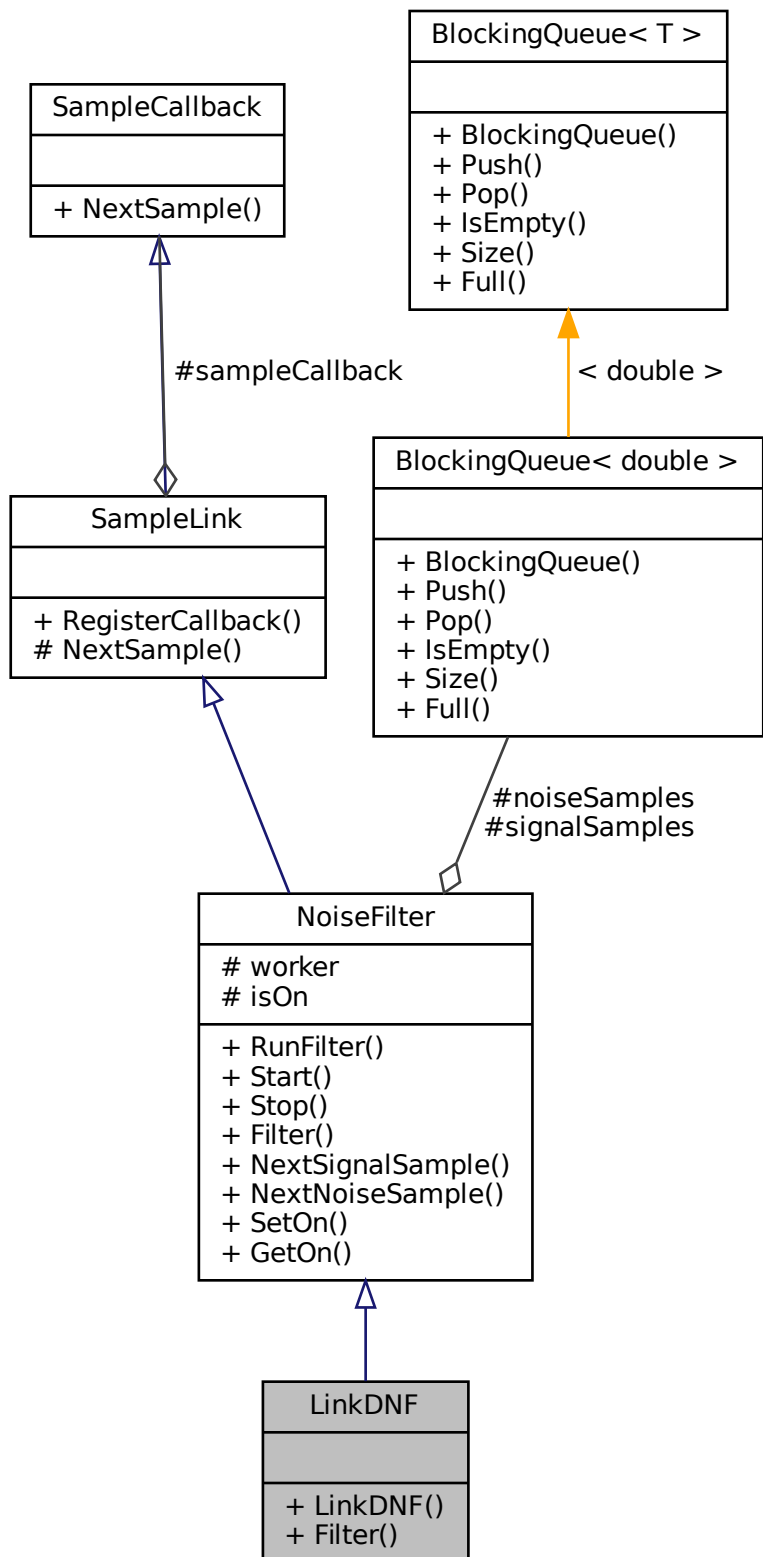 BlockingQueue< T >
+ BlockingQueue()
+ Push()
+ Pop()
+ IsEmpty()
+ Size()
+ Full()
SampleCallback
+ NextSample()
#sampleCallback
< double >
BlockingQueue< double >
+ BlockingQueue()
+ Push()
+ Pop()
+ IsEmpty()
+ Size()
+ Full()
SampleLink
+ RegisterCallback()
# NextSample()
#noiseSamples
#signalSamples
NoiseFilter
# worker
# isOn
+ RunFilter()
+ Start()
+ Stop()
+ Filter()
+ NextSignalSample()
+ NextNoiseSample()
+ SetOn()
+ GetOn()
LinkDNF
+ LinkDNF()
+ Filter()